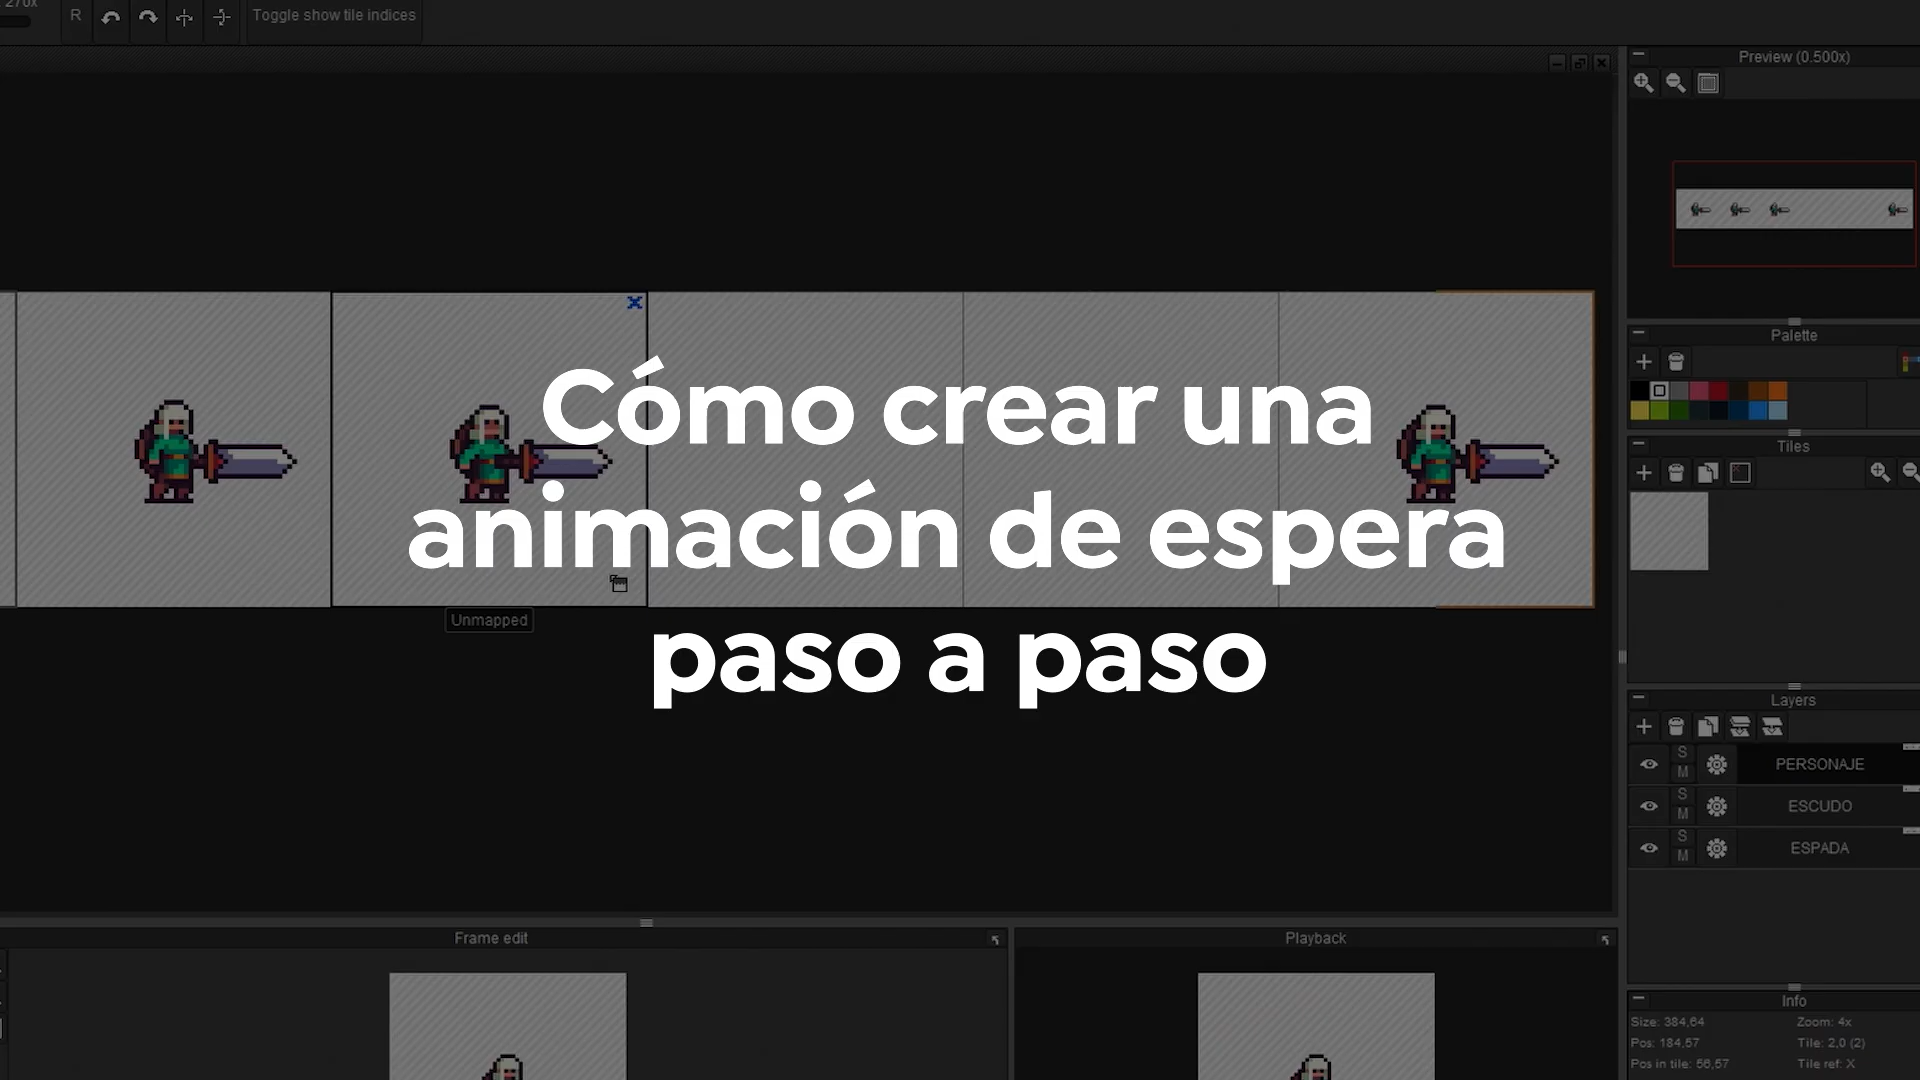 270x
R
Toggle show tile indices
Preview (0.500x)
Palette
Cómo crear una
animación de espera
paso a paso
Unmapped
Tiles
Layers
S
M
PERSONAJE
S
M
ESCUDO
S
M
ESPADA
Frame edit
Playback
Info
Size: 384,64
Zoom: 4x
Pos: 184,57
Tile: 2,0 (2)
Pos in tile: 56,57
Tile ref: X